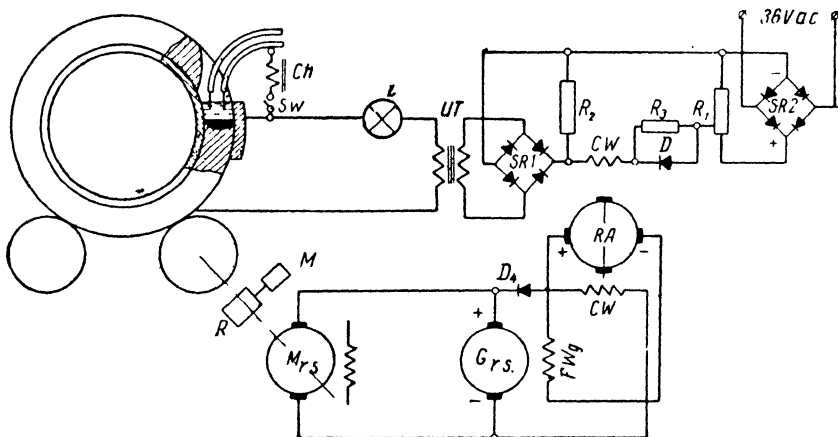 36Vac
Ch
SW
l
UT
R2
R3
R1
SR2
-
+
SR1
CW
D
RA
+
-
M
R
D4
CW
Mrs
+
Grs.
-
FWg